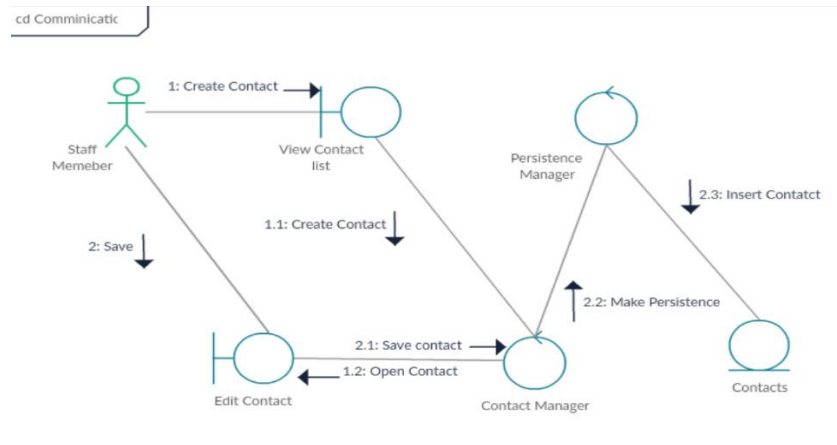 cd Comminicatic
1: Create Contact
Staff
Memeber
View Contact
list
Persistence
Manager
2.3: Insert Contatct
1.1: Create Contact
2: Save
2.2: Make Persistence
2.1: Save contact
1.2: Open Contact
Edit Contact
Contact Manager
Contacts